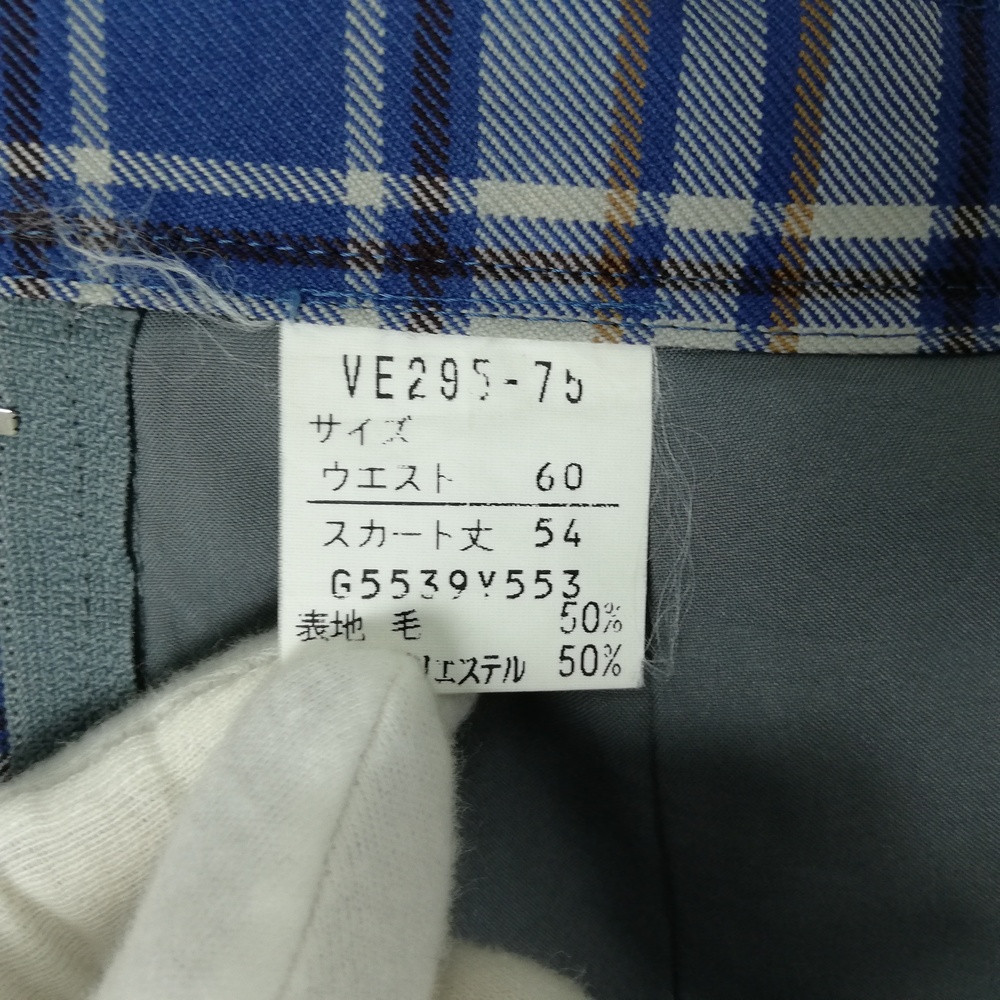 VE295-75
サイズ
ウエスト 60
スカート丈 54
G5539Y553
表地 毛 50%
リエステル 50%